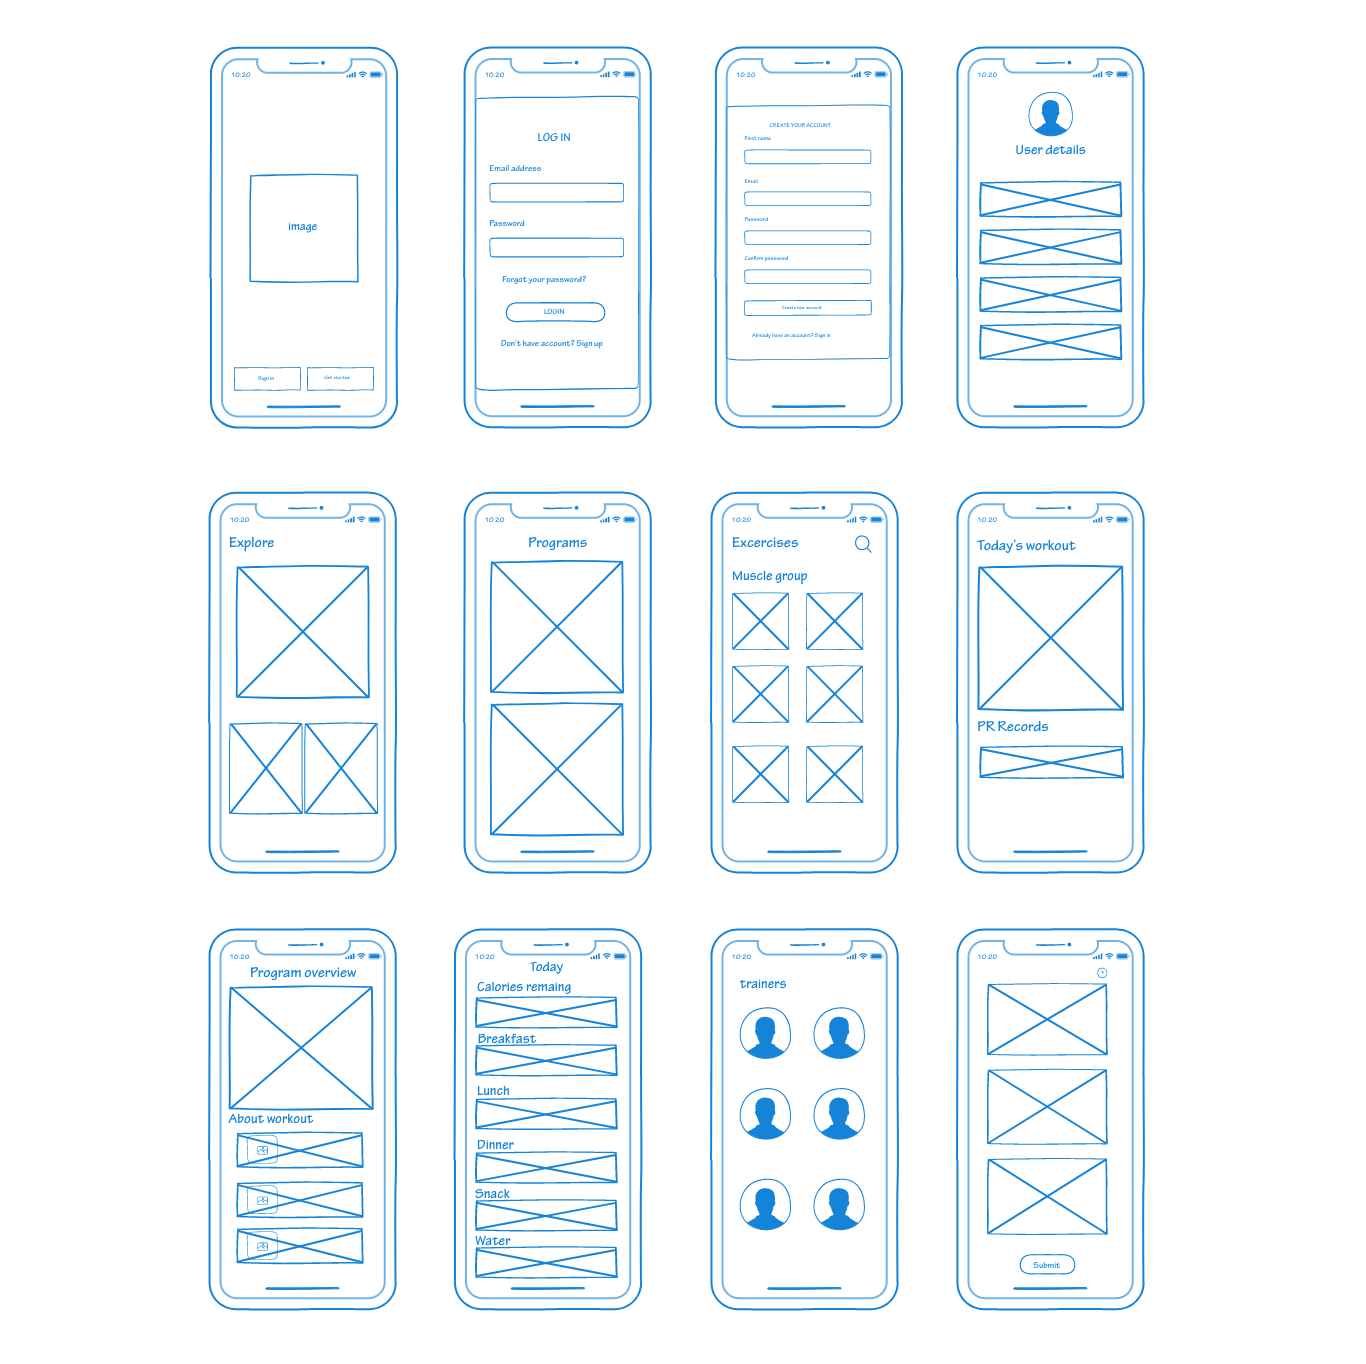 10:20
image
Sign in
Get started
10:20
LOG IN
Email address
Password
Forgot your password?
LOGIN
Don't have account? Sign up
10:20
CREATE YOUR ACCOUNT
First name
Email
Password
Confirm password
Create new account
Already have an account? Sign in
10:20
User details
10:20
Explore
10:20
Programs
10:20
Excercises
Muscle group
10:20
Today's workout
PR Records
10:20
Program overview
About workout
10:20
Today
Calories remaing
Breakfast
Lunch
Dinner
Snack
Water
10:20
trainers
10:20
Submit